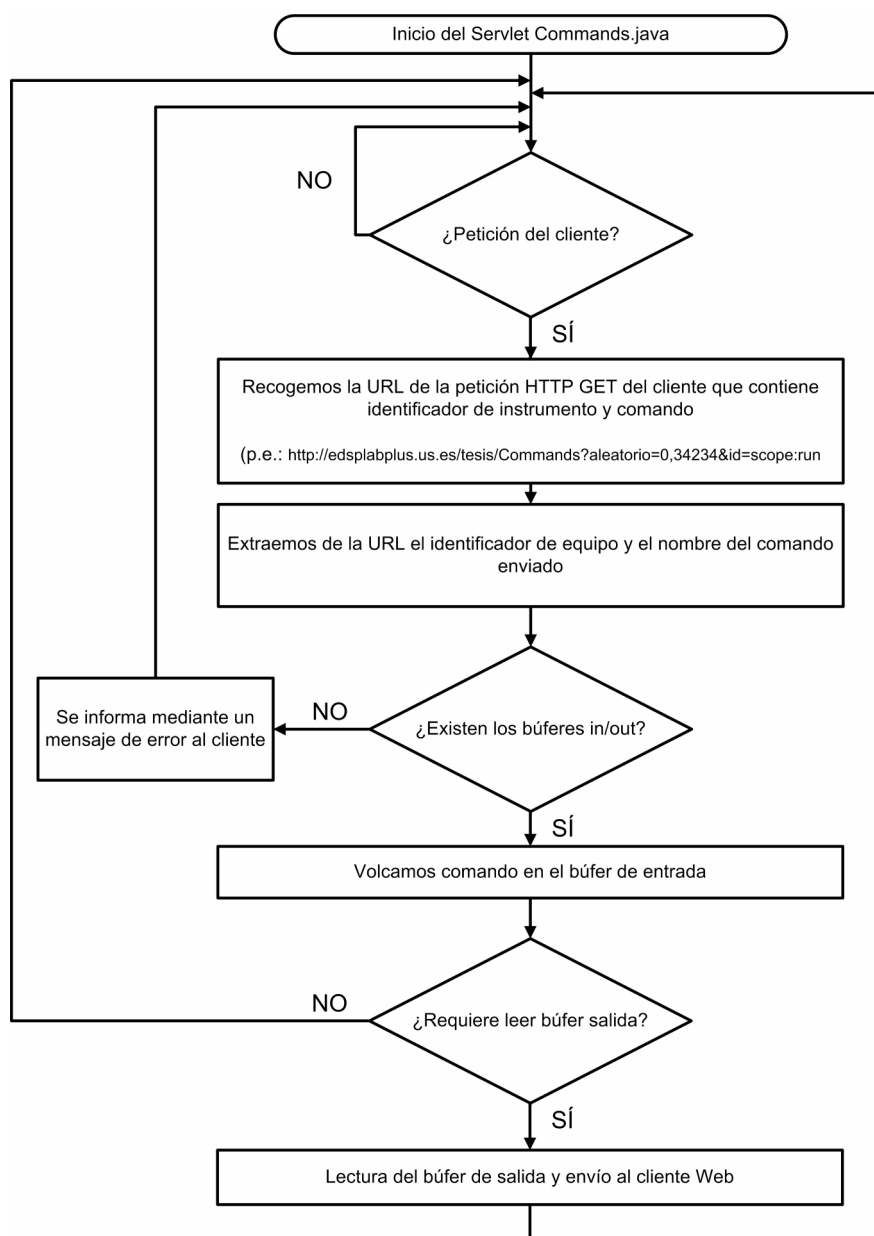 Inicio del Servlet Commands.java
NO
¿Petición del cliente?
SÍ
Recogemos la URL de la petición HTTP GET del cliente que contiene
identificador de instrumento y comando
(p.e.: http://edsplabplus.us.es/tesis/Commands?aleatorio=0,34234&id=scope:run
Extraemos de la URL el identificador de equipo y el nombre del comando
enviado
Se informa mediante un
mensaje de error al cliente
NO
¿Existen los búferes in/out?
SÍ
Volcamos comando en el búfer de entrada
NO
¿Requiere leer búfer salida?
SÍ
Lectura del búfer de salida y envío al cliente Web